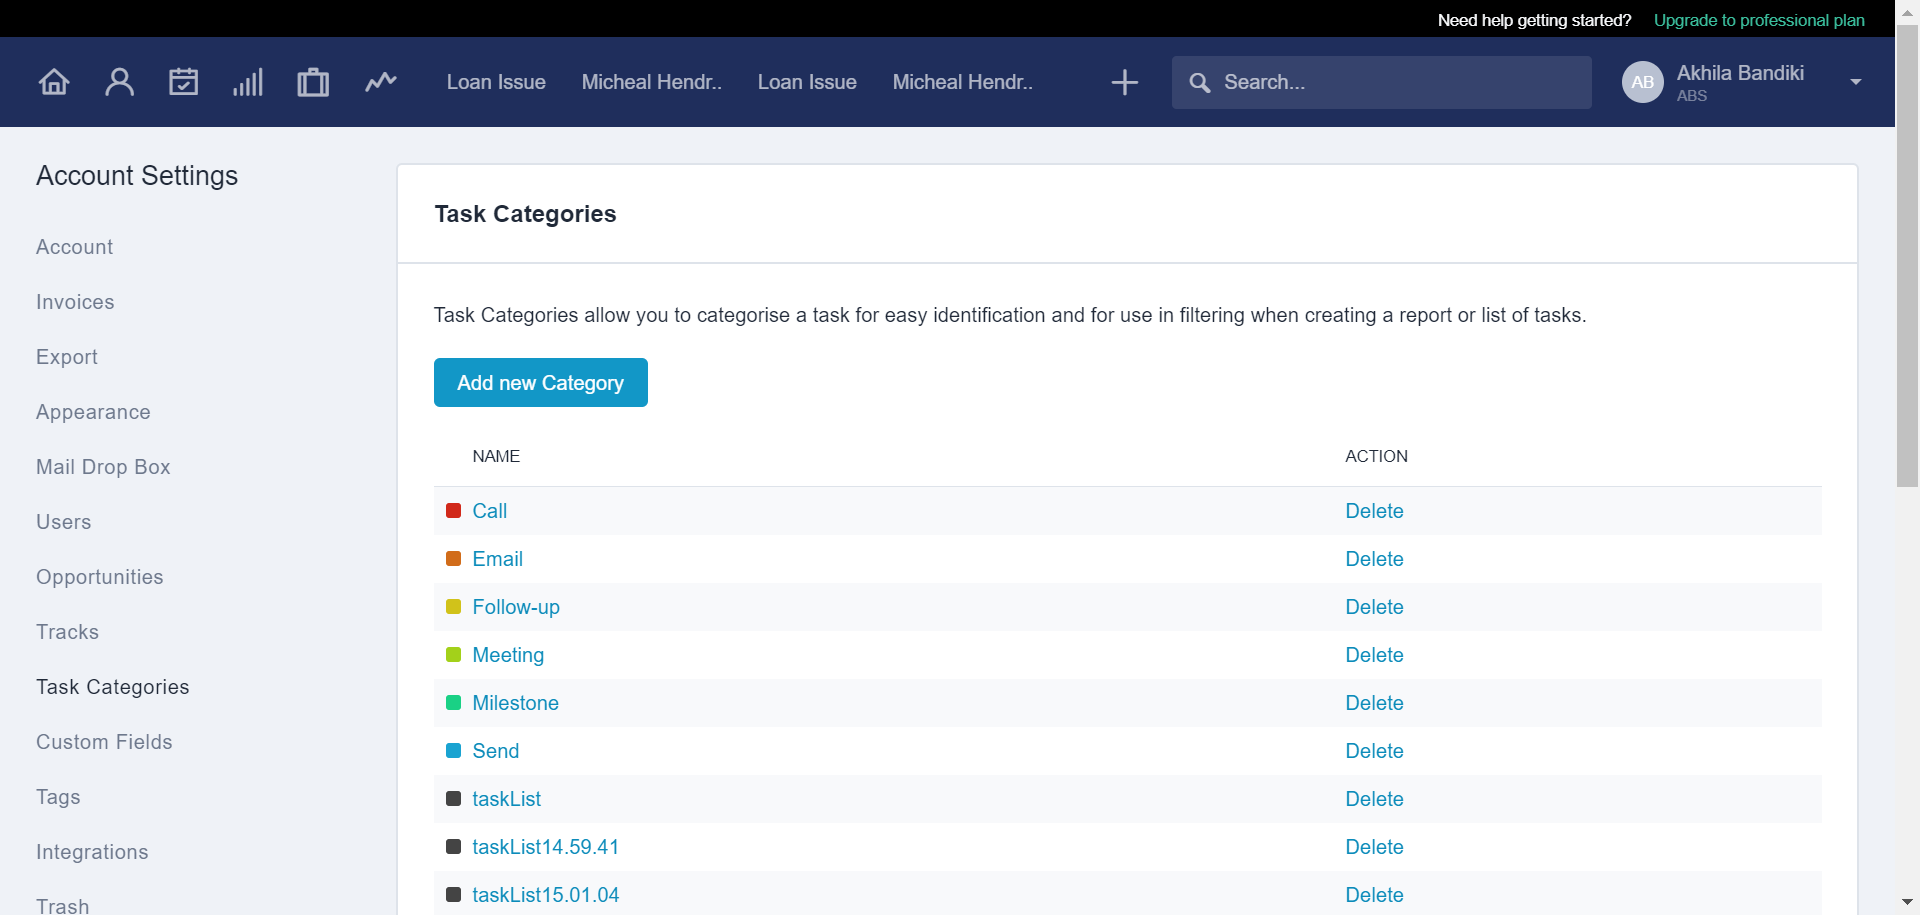 Need help getting started? Upgrade to professional plan
Loan Issue Micheal Hendr.. Loan Issue Micheal Hendr.. Search... AB Akhila Bandiki
ABS
Account Settings
Account
Invoices
Export
Appearance
Mail Drop Box
Users
Opportunities
Tracks
Task Categories
Custom Fields
Tags
Integrations
Trash
Task Categories
Task Categories allow you to categorise a task for easy identification and for use in filtering when creating a report or list of tasks.
Add new Category
NAME ACTION
Call Delete
Email Delete
Follow-up Delete
Meeting Delete
Milestone Delete
Send Delete
taskList Delete
taskList14.59.41 Delete
taskList15.01.04 Delete